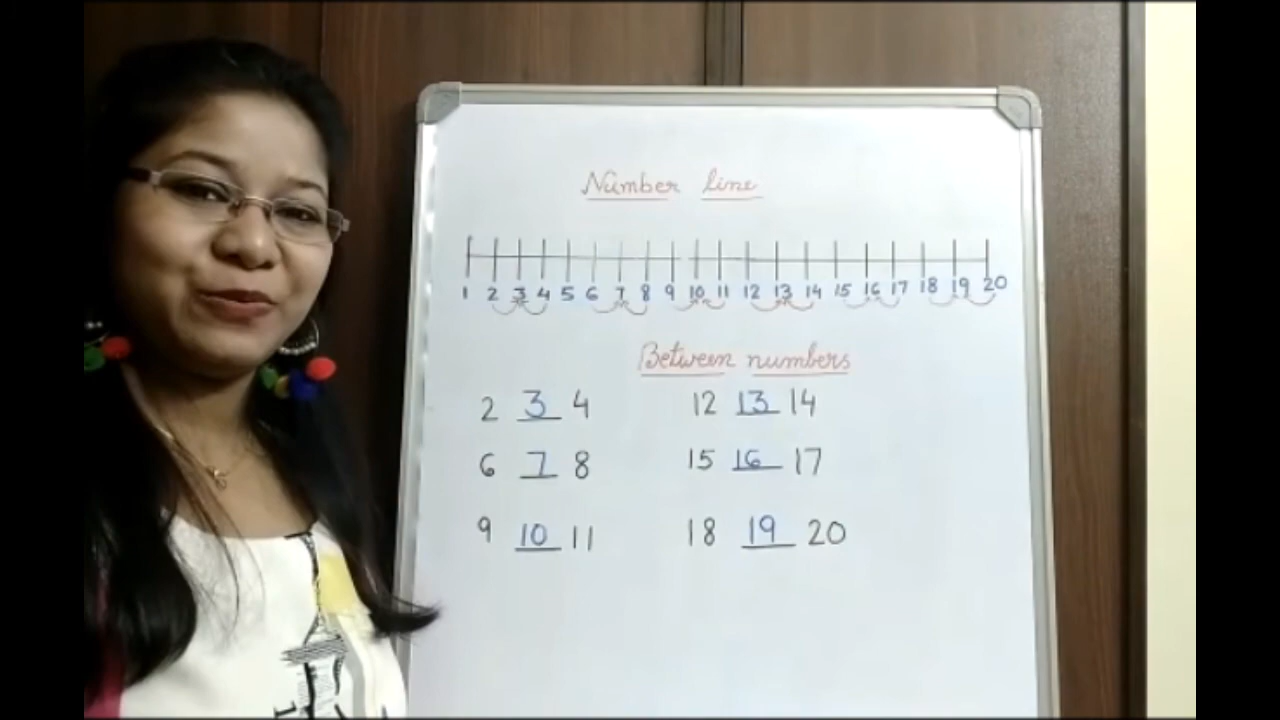 Number line
1 2 3 4 5 6 7 8 9 10 11 12 13 14 15 16 17 18 19 20
Between numbers
2 3 4 12 13 14
6 7 8 15 16 17
9 10 11 18 19 20